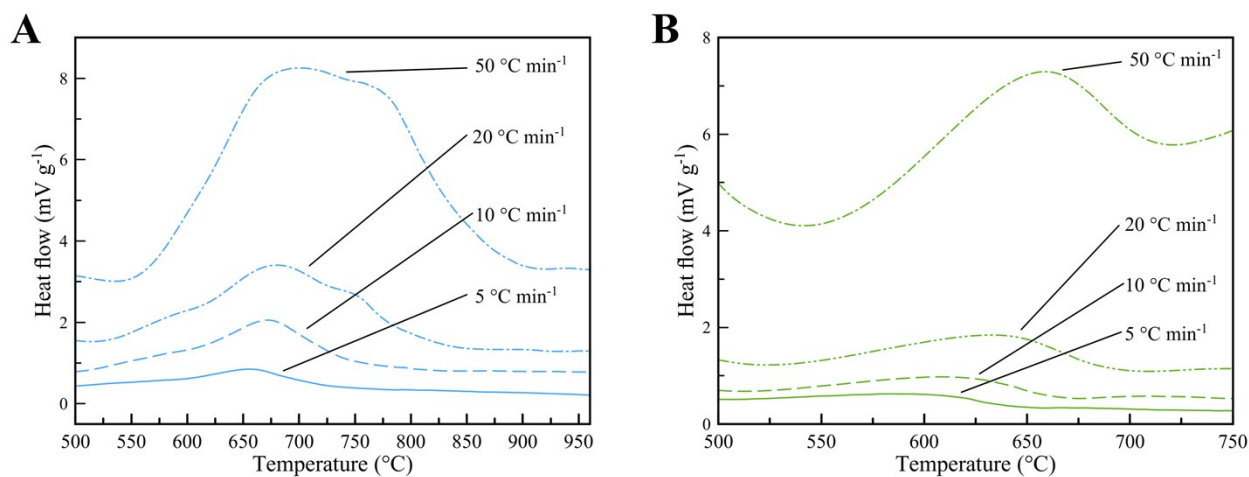 A
8
6
4
2
0
Heat flow (mV g-1)
50 °C min-1
20 °C min-1
10 °C min-1
5 °C min-1
500 550 600 650 700 750 800 850 900 950
Temperature (°C)
B
8
6
4
2
0
Heat flow (mV g-1)
50 °C min-1
20 °C min-1
10 °C min-1
5 °C min-1
500 550 600 650 700 750
Temperature (°C)